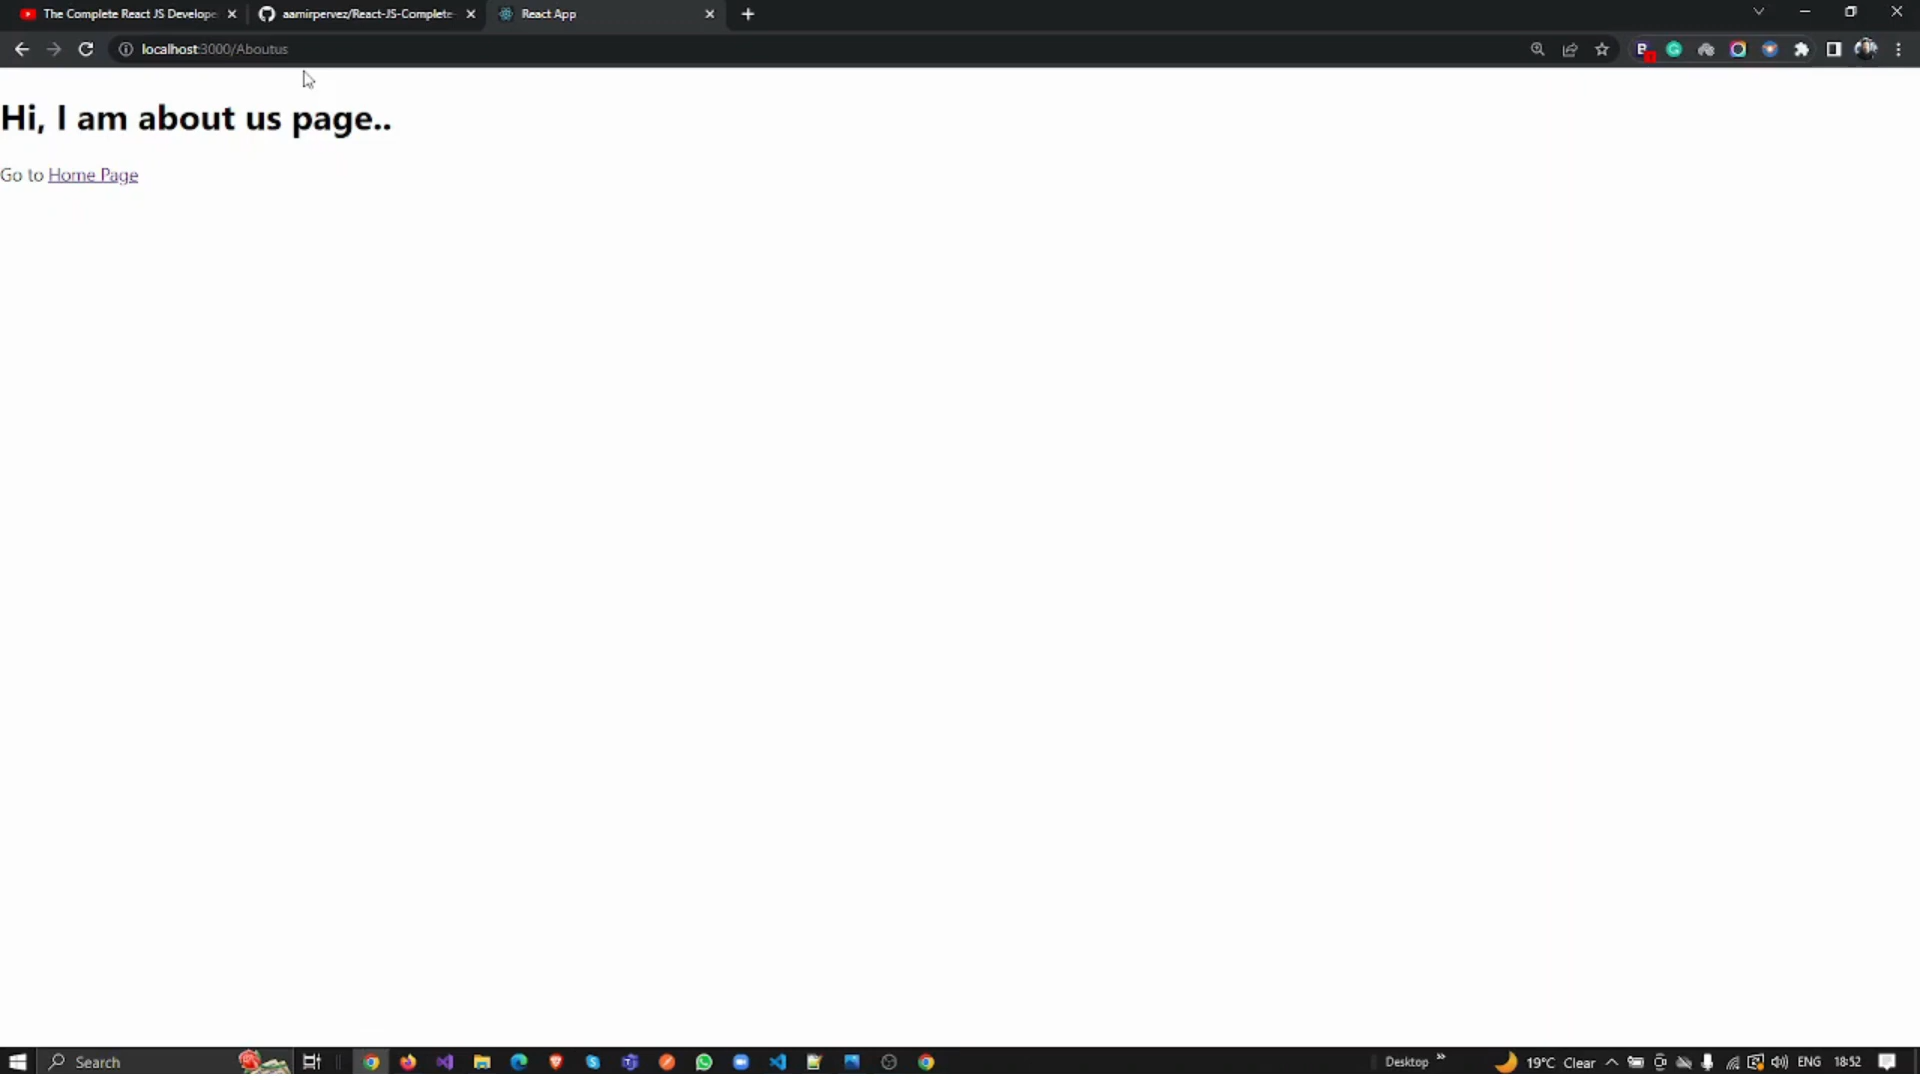 The Complete React JS Develope
aamirpervez/React-JS-Complete-
React App
localhost:3000/Aboutus
Hi, I am about us page..
Go to Home Page
Search
Desktop
19°C Clear
ENG
18:52